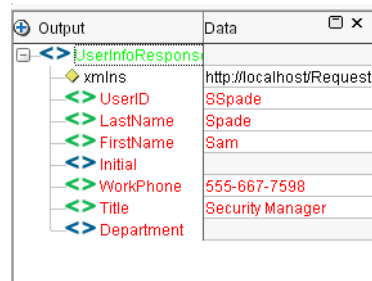 Output Data
UserInfoRespons
xmlns http://localhost/Request
UserID SSpade
LastName Spade
FirstName Sam
Initial
WorkPhone 555-667-7598
Title Security Manager
Department